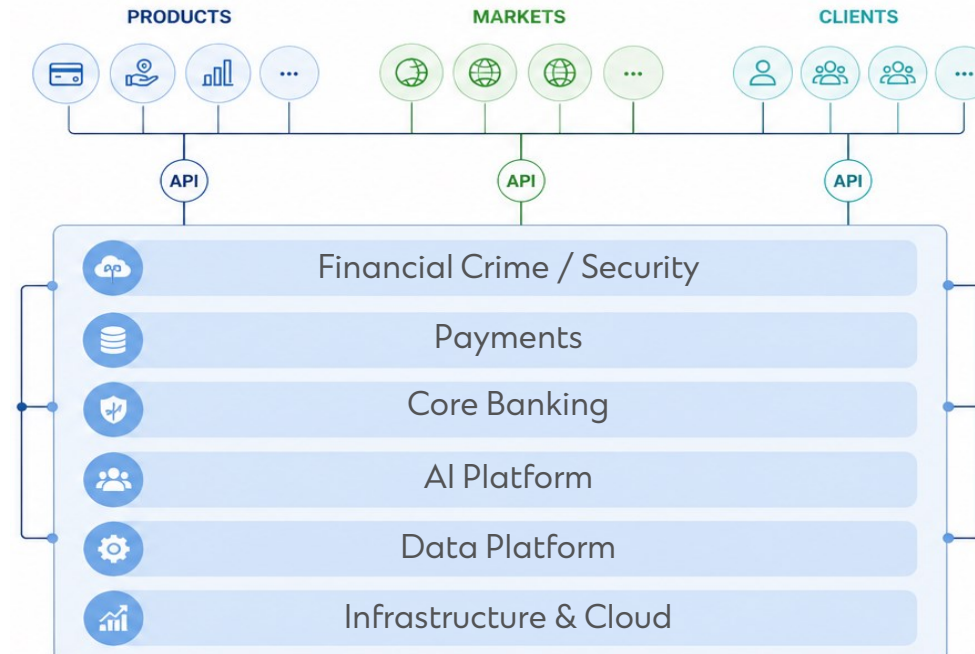 PRODUCTS
MARKETS
CLIENTS
...
...
...
API
API
API
Financial Crime / Security
Payments
Core Banking
AI Platform
Data Platform
Infrastructure & Cloud